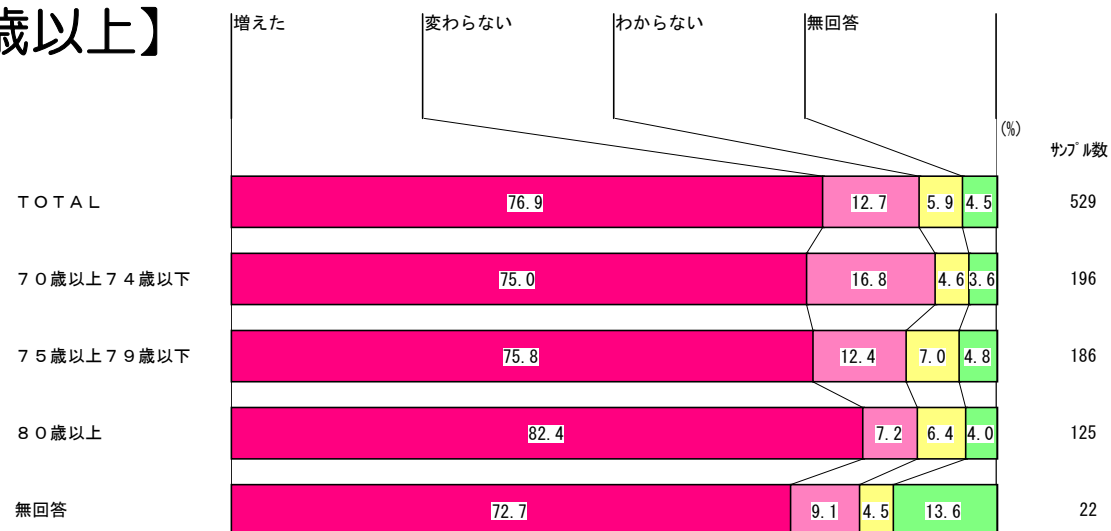 歳以上】
増えた 変わらない わからない 無回答
(%)
ｻﾝﾌﾟﾙ数
ＴＯＴＡＬ 76.9 12.7 5.9 4.5 529
７０歳以上７４歳以下 75.0 16.8 4.6 3.6 196
７５歳以上７９歳以下 75.8 12.4 7.0 4.8 186
８０歳以上 82.4 7.2 6.4 4.0 125
無回答 72.7 9.1 4.5 13.6 22